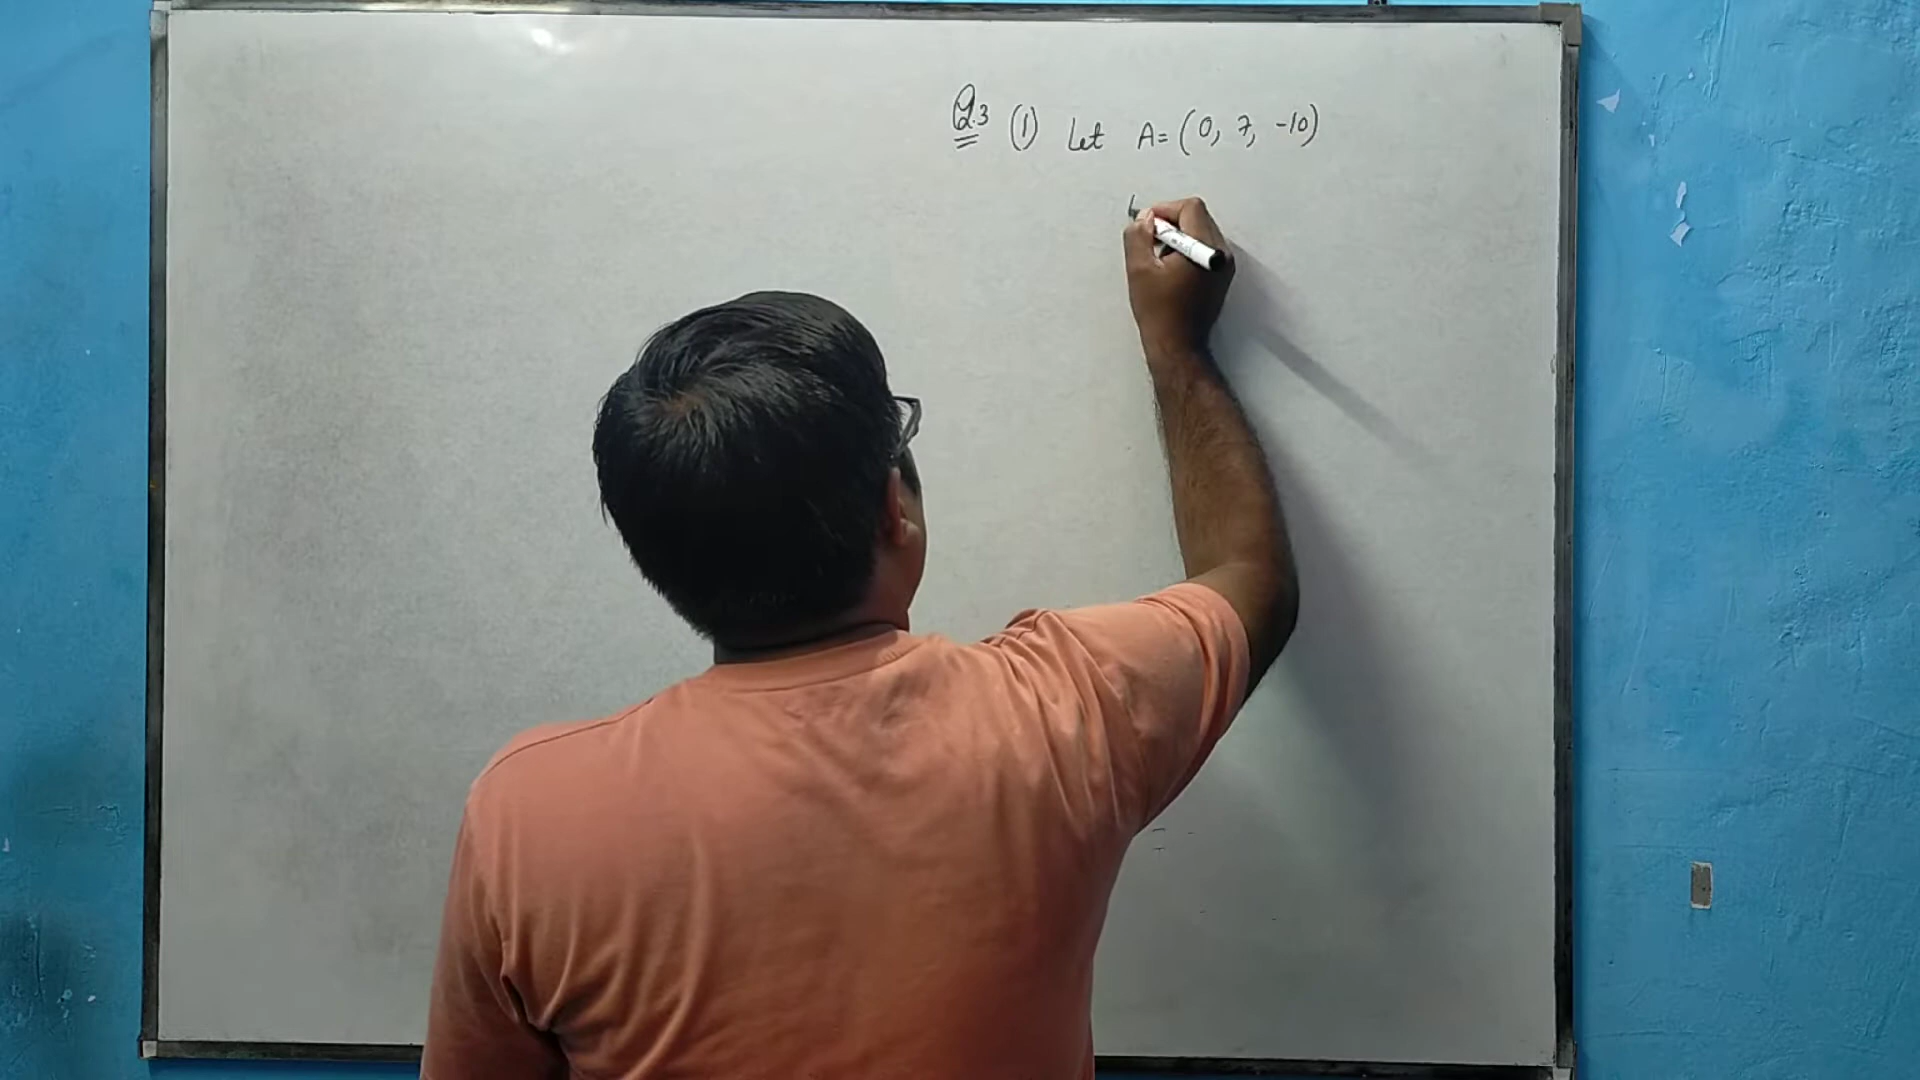 Q.3 (1) Let A=(0, 7, -10)